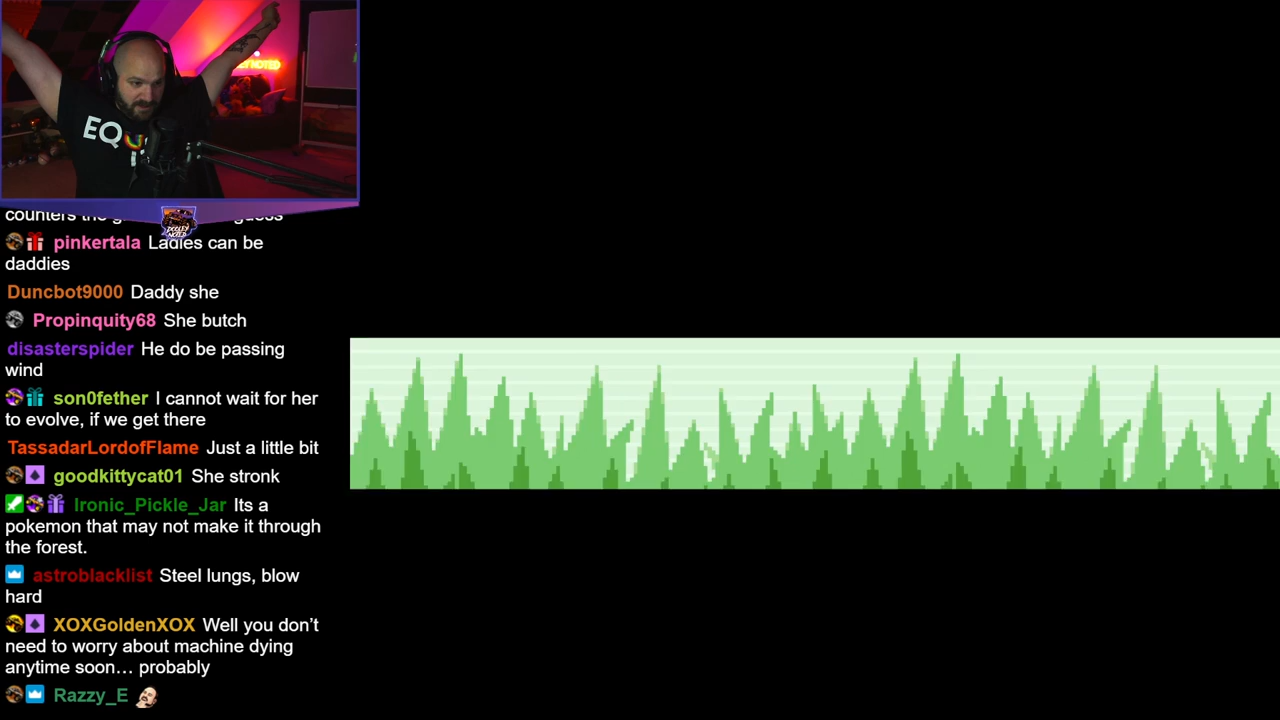 EQ
counters the
pinkertala Ladies can be
daddies
Duncbot9000 Daddy she
Propinquity68 She butch
disasterspider He do be passing
wind
son0fether I cannot wait for her
to evolve, if we get there
TassadarLordofFlame Just a little bit
goodkittycat01 She stronk
Ironic_Pickle_Jar Its a
pokemon that may not make it through
the forest.
astroblacklist Steel lungs, blow
hard
XOXGoldenXOX Well you don’t
need to worry about machine dying
anytime soon… probably
Razzy_E